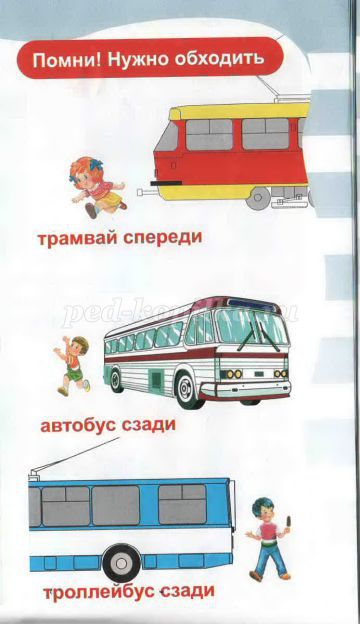 Помни! Нужно обходить
трамвай спереди
автобус сзади
троллейбус сзади